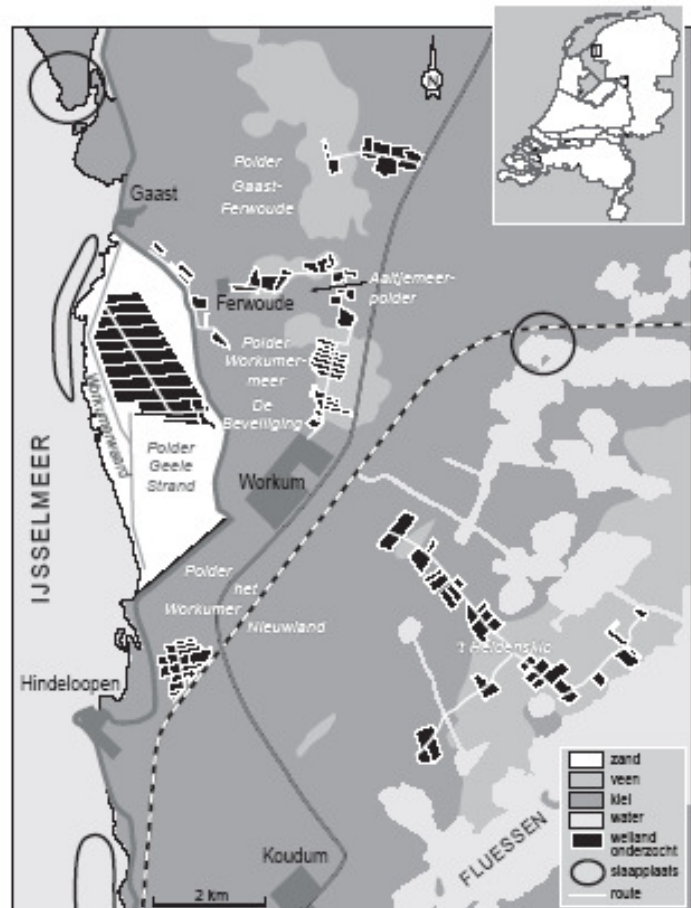 N
Polder
Gaast-
Ferwoude
Gaast
Aaltjemeer-
polder
Ferwoude
Polder
Workumer-
meer
De
Beveiliging
Workumerwaard
Polder
Geele
Strand
Workum
IJSSELMEER
Polder
het
Workumer
Nieuwland
't Heidenskip
Hindeloopen
Koudum
FLUESSEN
2 km
zand
veen
klei
water
weiland
onderzocht
slaapplaats
route